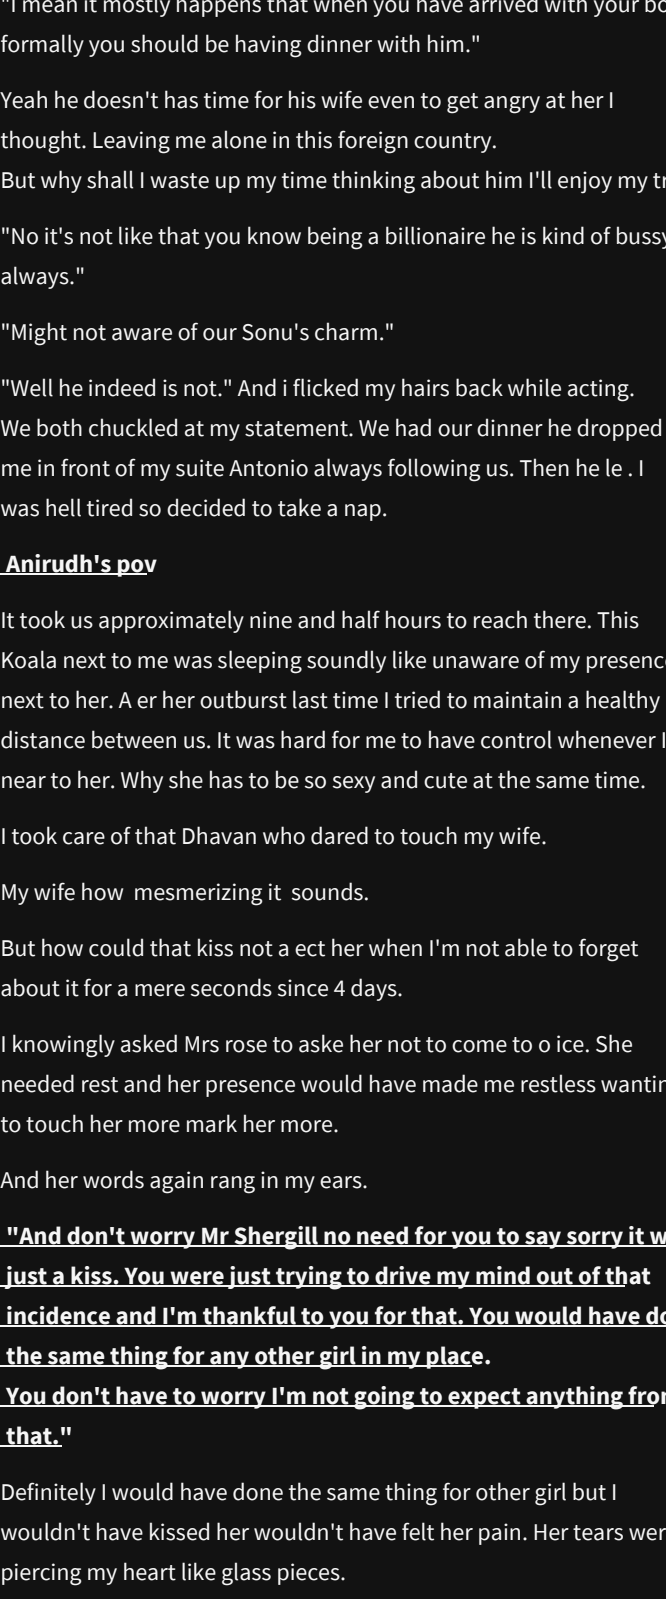 "I mean it mostly happens that when you have arrived with your
formally you should be having dinner with him."
Yeah he doesn't has time for his wife even to get angry at her I
thought. Leaving me alone in this foreign country.
But why shall I waste up my time thinking about him I'll enjoy my
"No it's not like that you know being a billionaire he is kind of bussy
always."
"Might not aware of our Sonu's charm."
"Well he indeed is not." And i flicked my hairs back while acting.
We both chuckled at my statement. We had our dinner he dropped
me in front of my suite Antonio always following us. Then he le . I
was hell tired so decided to take a nap.
Anirudh's pov
It took us approximately nine and half hours to reach there. This
Koala next to me was sleeping soundly like unaware of my presenc
next to her. A er her outburst last time I tried to maintain a healthy
distance between us. It was hard for me to have control whenever I
near to her. Why she has to be so sexy and cute at the same time.
I took care of that Dhavan who dared to touch my wife.
My wife how mesmerizing it sounds.
But how could that kiss not a ect her when I'm not able to forget
about it for a mere seconds since 4 days.
I knowingly asked Mrs rose to aske her not to come to o ice. She
needed rest and her presence would have made me restless wantin
to touch her more mark her more.
And her words again rang in my ears.
"And don't worry Mr Shergill no need for you to say sorry it w
just a kiss. You were just trying to drive my mind out of that
incidence and I'm thankful to you for that. You would have do
the same thing for any other girl in my place.
You don't have to worry I'm not going to expect anything from
that."
Definitely I would have done the same thing for other girl but I
wouldn't have kissed her wouldn't have felt her pain. Her tears wer
piercing my heart like glass pieces.